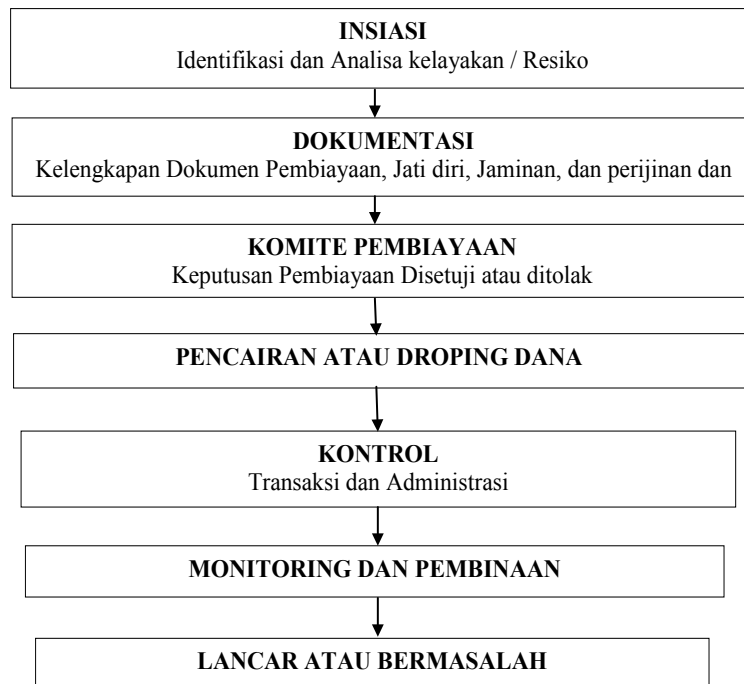 INSIASI
Identifikasi dan Analisa kelayakan / Resiko
DOKUMENTASI
Kelengkapan Dokumen Pembiayaan, Jati diri, Jaminan, dan perijinan dan
KOMITE PEMBIAYAAN
Keputusan Pembiayaan Disetuji atau ditolak
PENCAIRAN ATAU DROPING DANA
KONTROL
Transaksi dan Administrasi
MONITORING DAN PEMBINAAN
LANCAR ATAU BERMASALAH